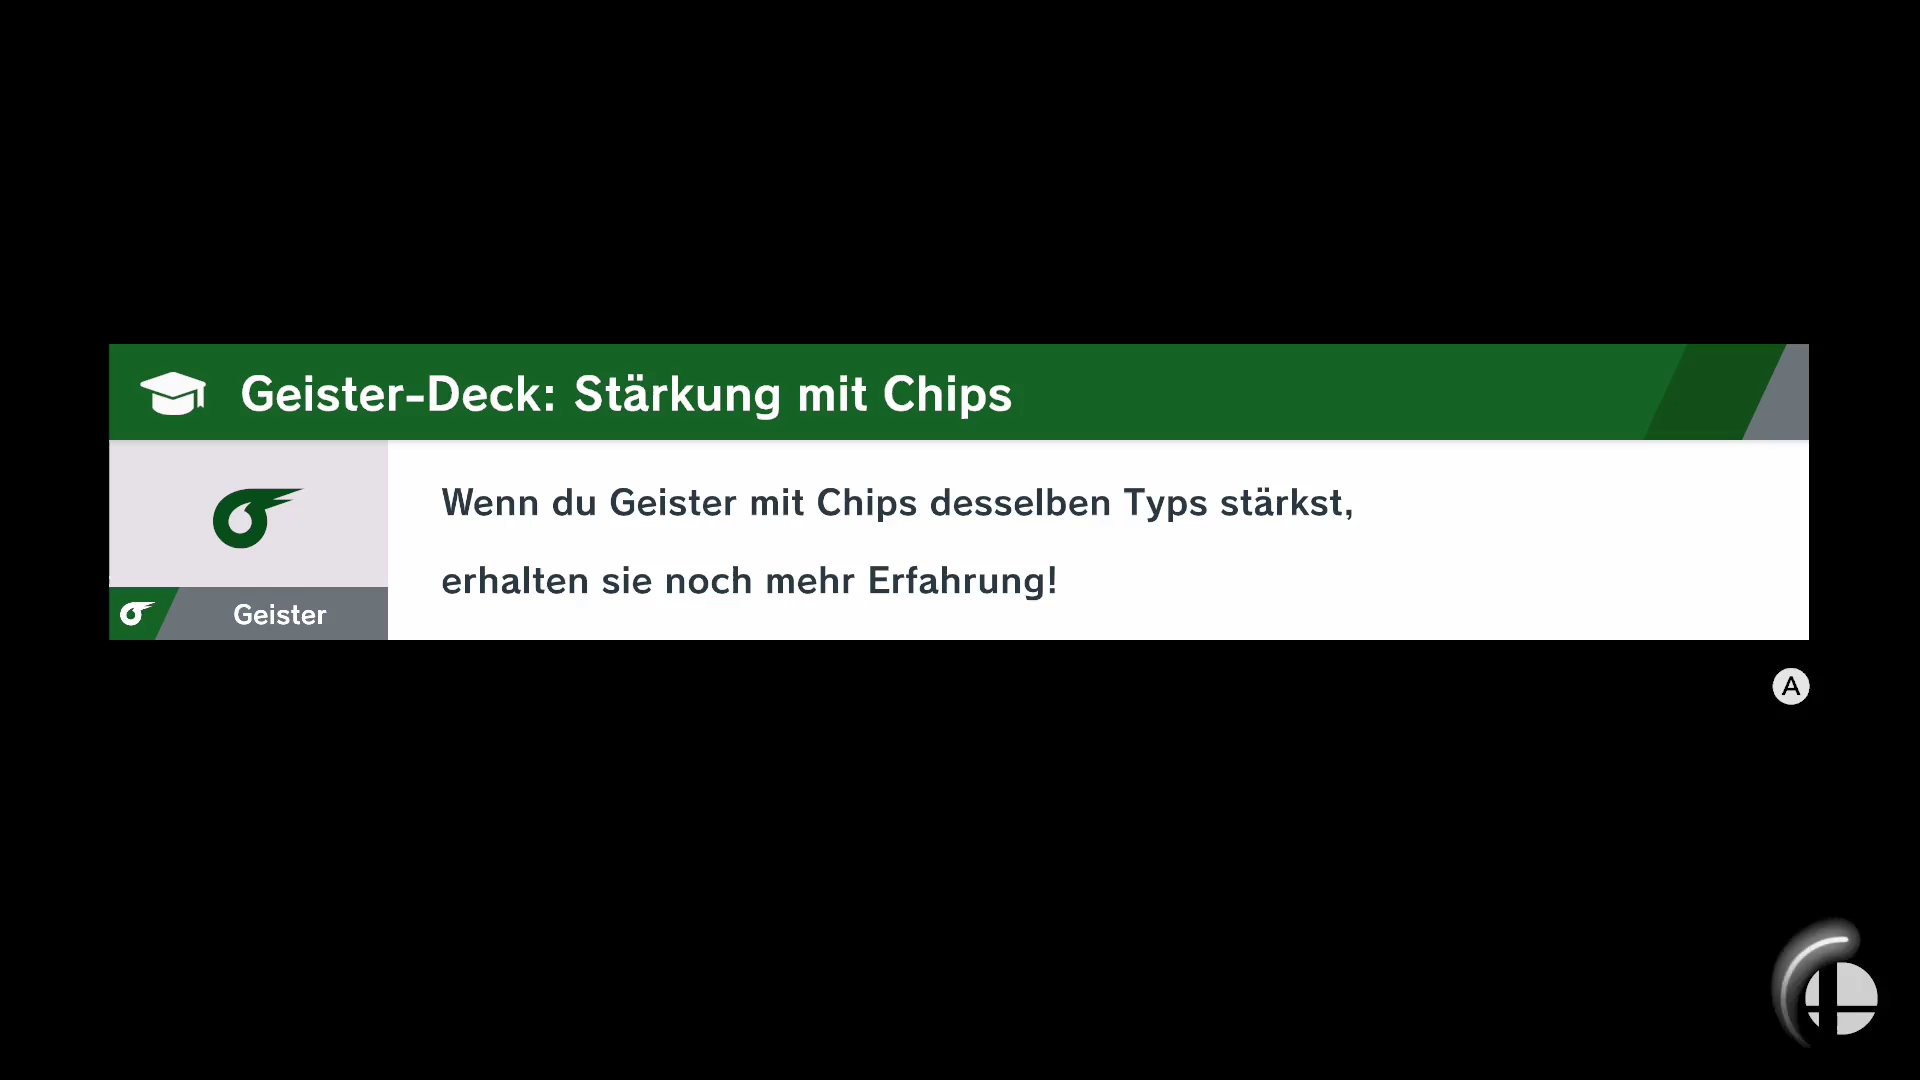 Geister-Deck: Stärkung mit Chips
Wenn du Geister mit Chips desselben Typs stärkst,
erhalten sie noch mehr Erfahrung!
Geister
A